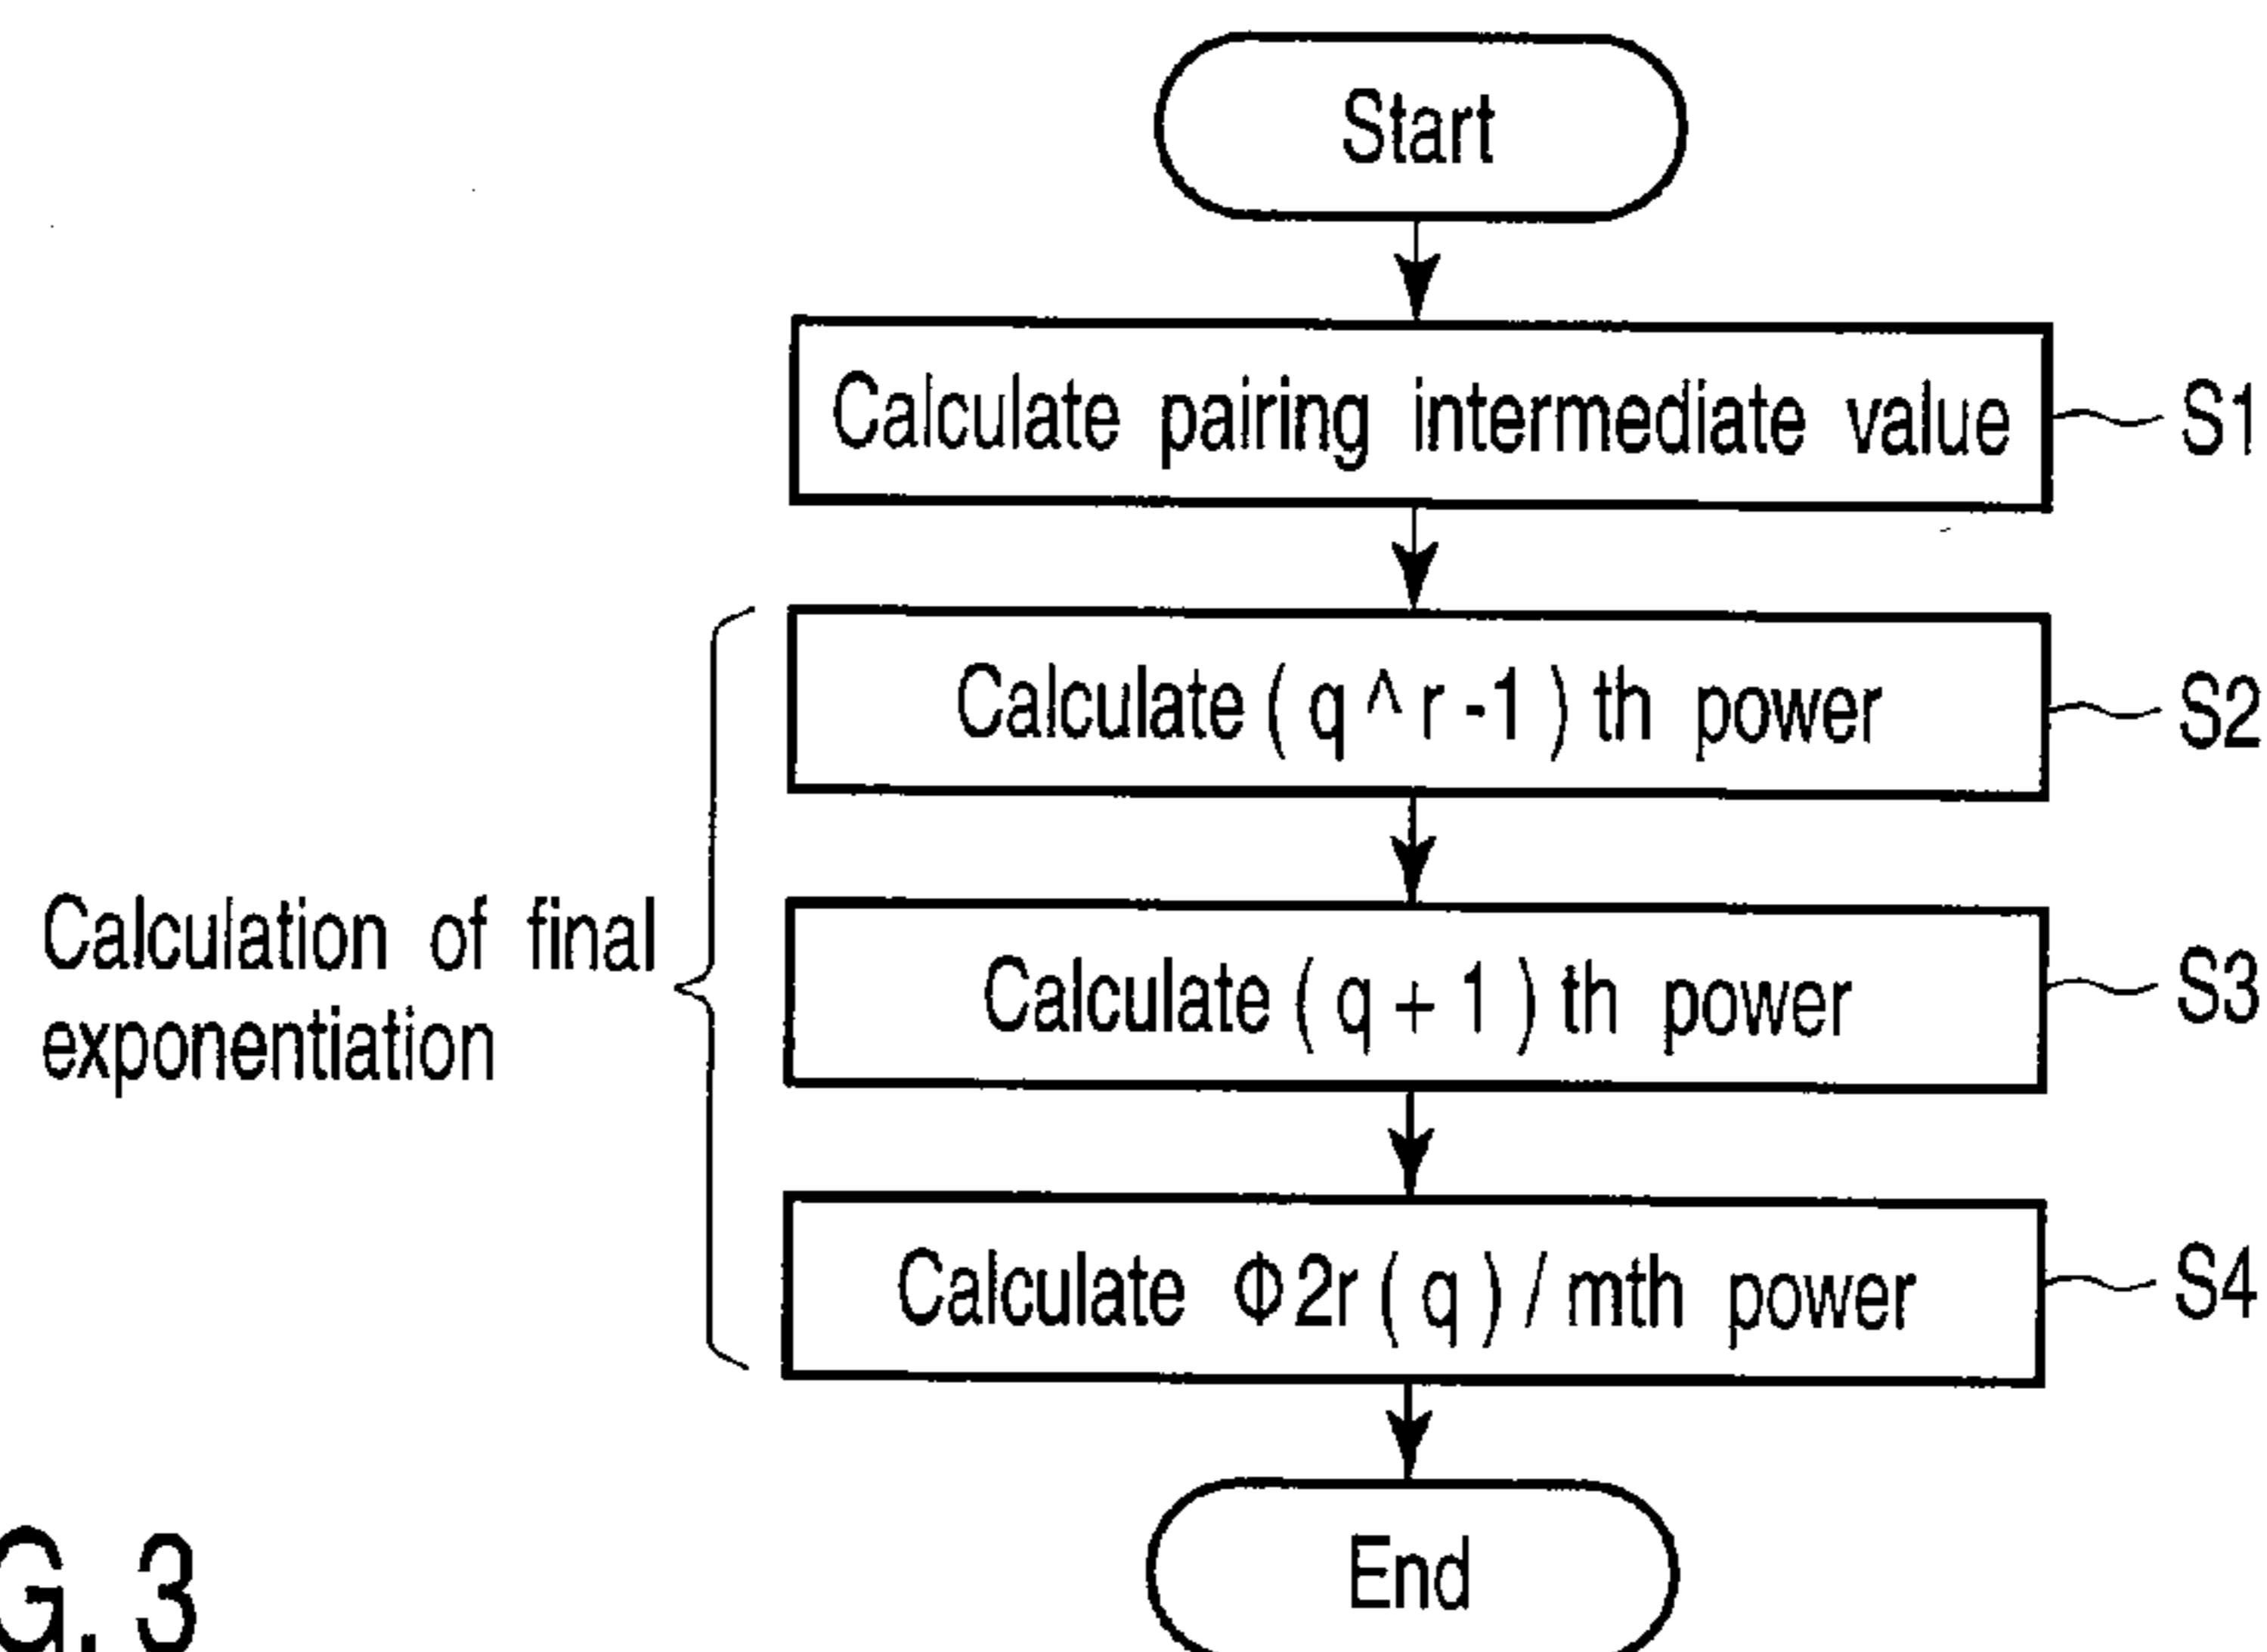 Start
Calculate pairing intermediate value
S1
Calculate (q^r-1) th power
S2
Calculation of final
exponentiation
Calculate (q+1) th power
S3
Calculate Φ2r(q)/mth power
S4
End
G. 3